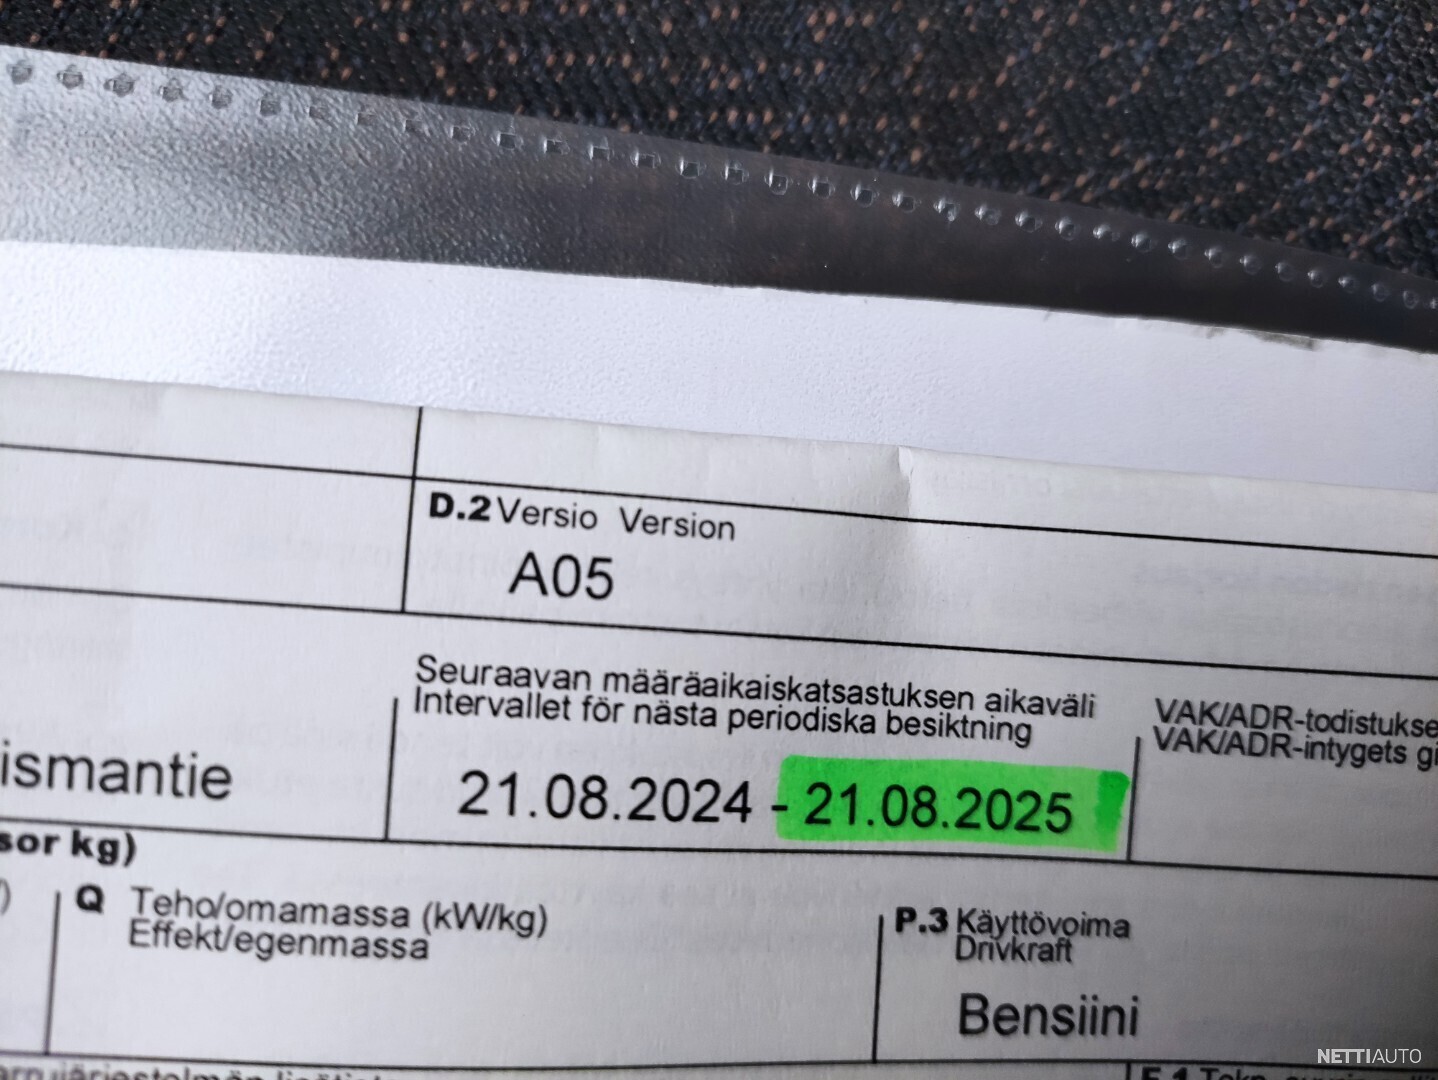 D.2 Versio Version
A05
Seuraavan määräaikaiskatsastuksen aikaväli
Intervallet för nästa periodiska besiktning
VAK/ADR-todistukse
VAK/ADR-intygets gi
ismantie
21.08.2024 - 21.08.2025
sor kg)
Q Teho/omamassa (kW/kg)
Effekt/egenmassa
P.3 Käyttövoima
Drivkraft
Bensiini
NETTIAUTO